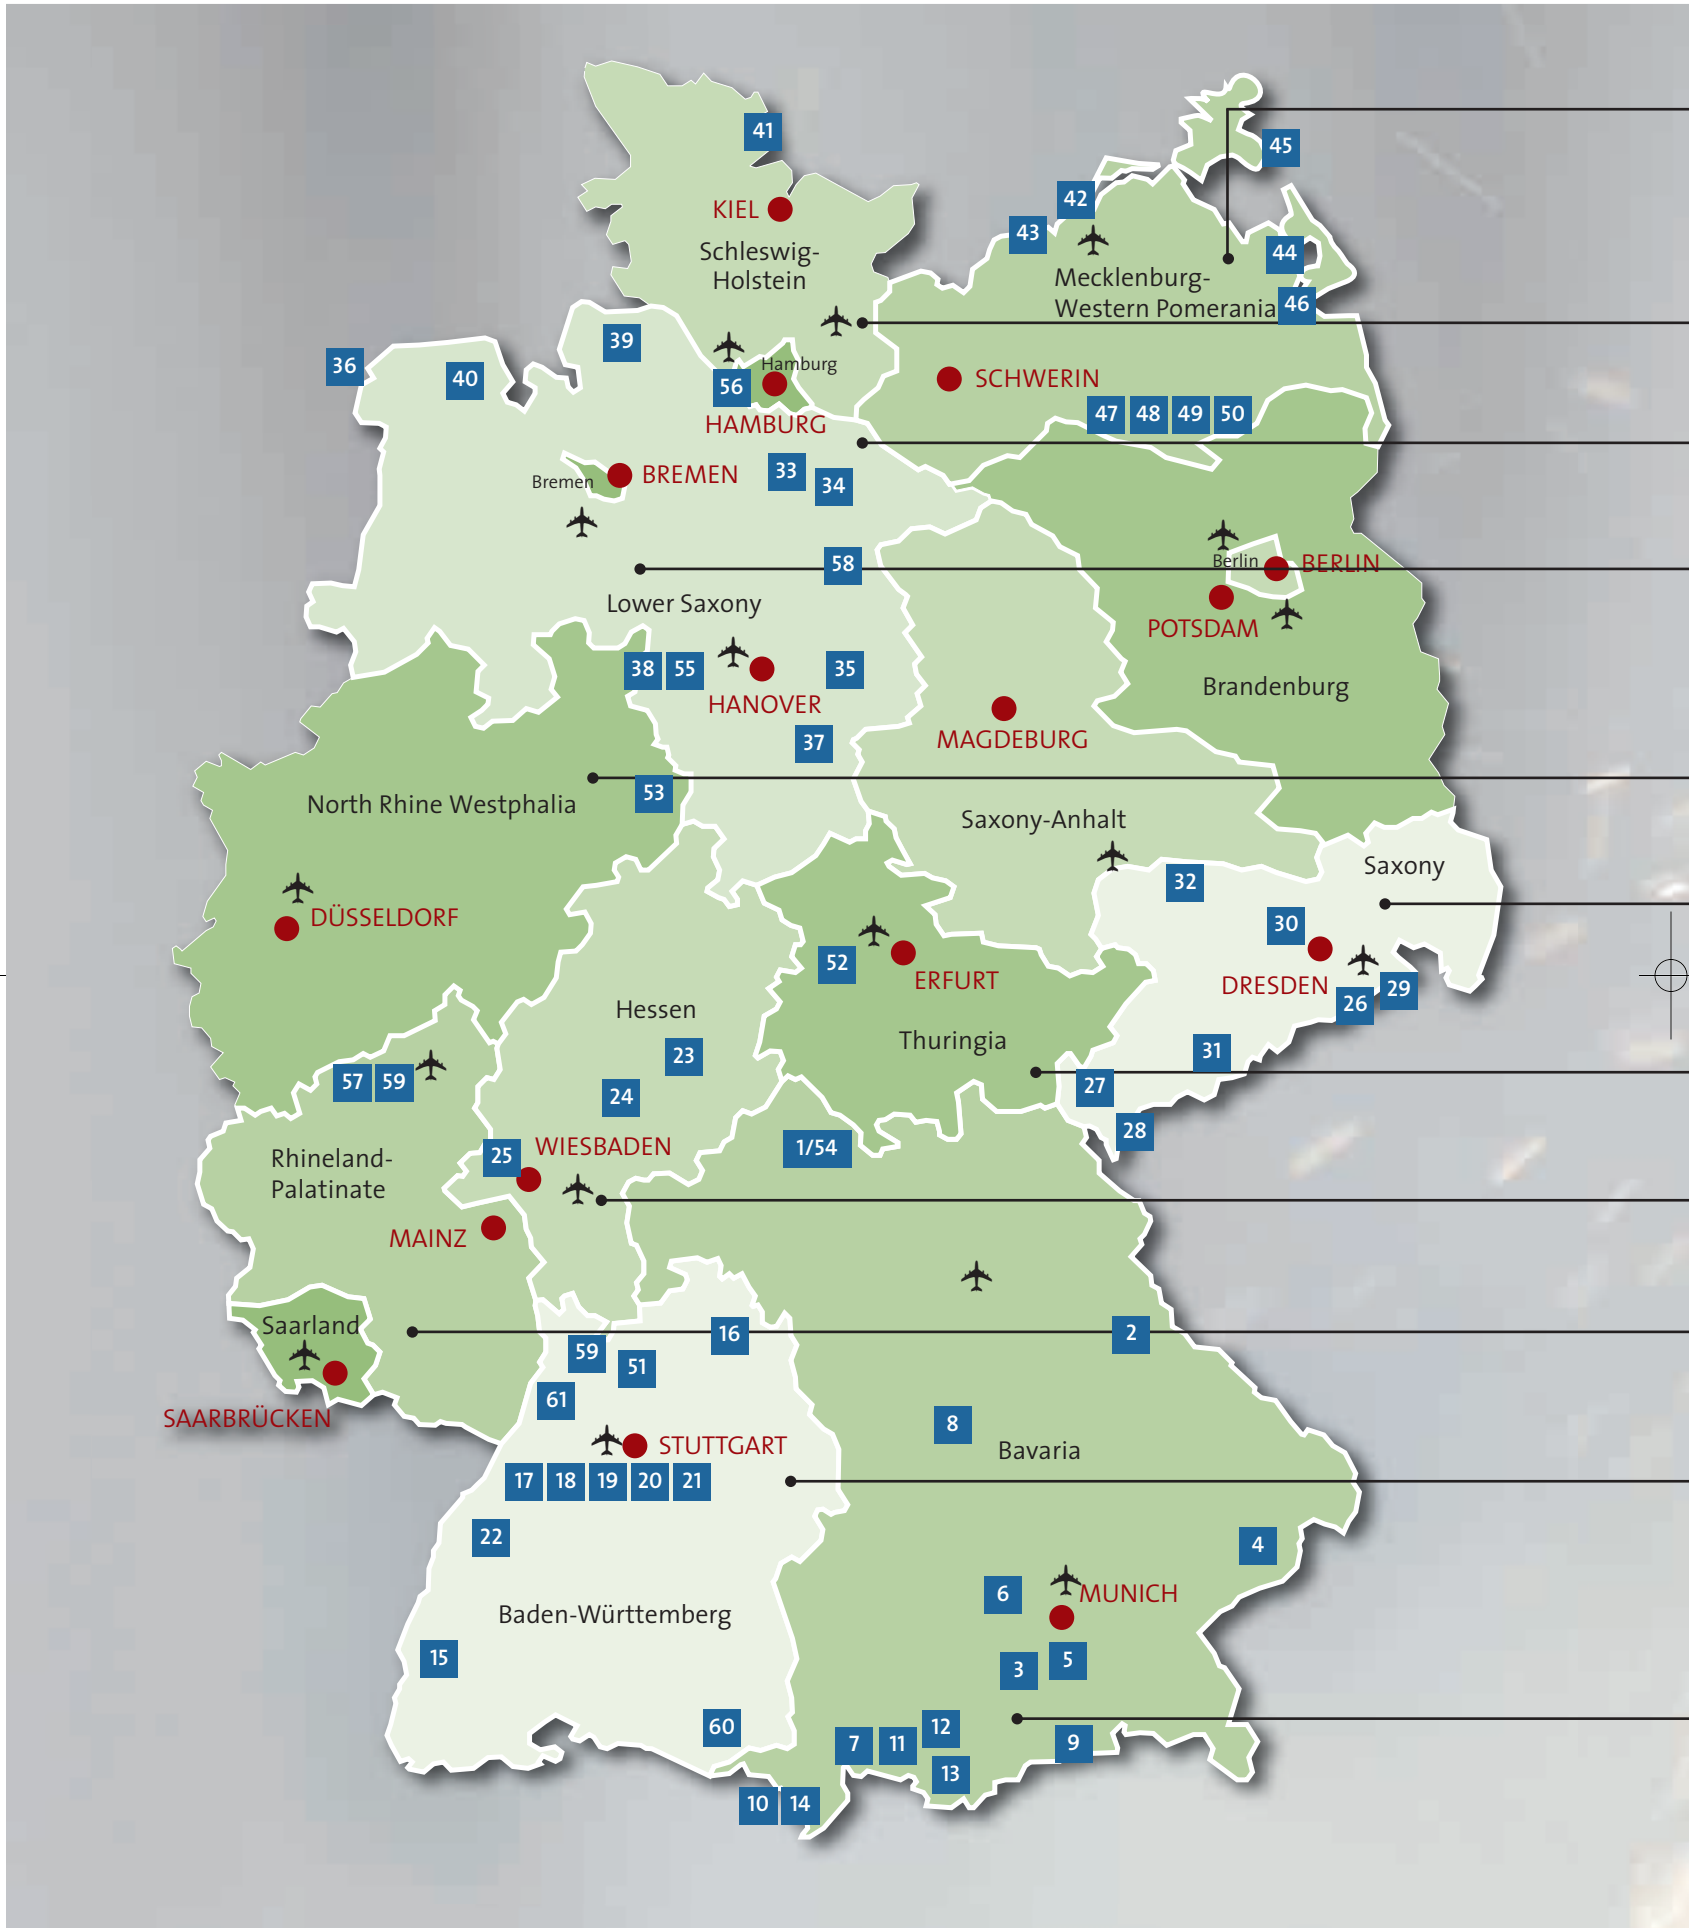 41
45
42
KIEL
43
Schleswig-
Holstein
44
Mecklenburg-
Western Pomerania
46
39
36
40
Hamburg
56
HAMBURG
SCHWERIN
47 48 49 50
Bremen
BREMEN
33
34
58
Berlin
BERLIN
Lower Saxony
POTSDAM
38 55
35
HANOVER
Brandenburg
37
MAGDEBURG
53
North Rhine Westphalia
Saxony-Anhalt
Saxony
32
DÜSSELDORF
30
52
ERFURT
DRESDEN
26
29
Hessen
Thuringia
23
31
57 59
24
27
28
WIESBADEN
25
1/54
Rhineland-
Palatinate
MAINZ
Saarland
16
2
59
51
61
SAARBRÜCKEN
8
STUTTGART
Bavaria
17 18 19 20 21
22
4
6
MUNICH
Baden-Württemberg
15
3
5
60
12
7 11
9
13
10 14